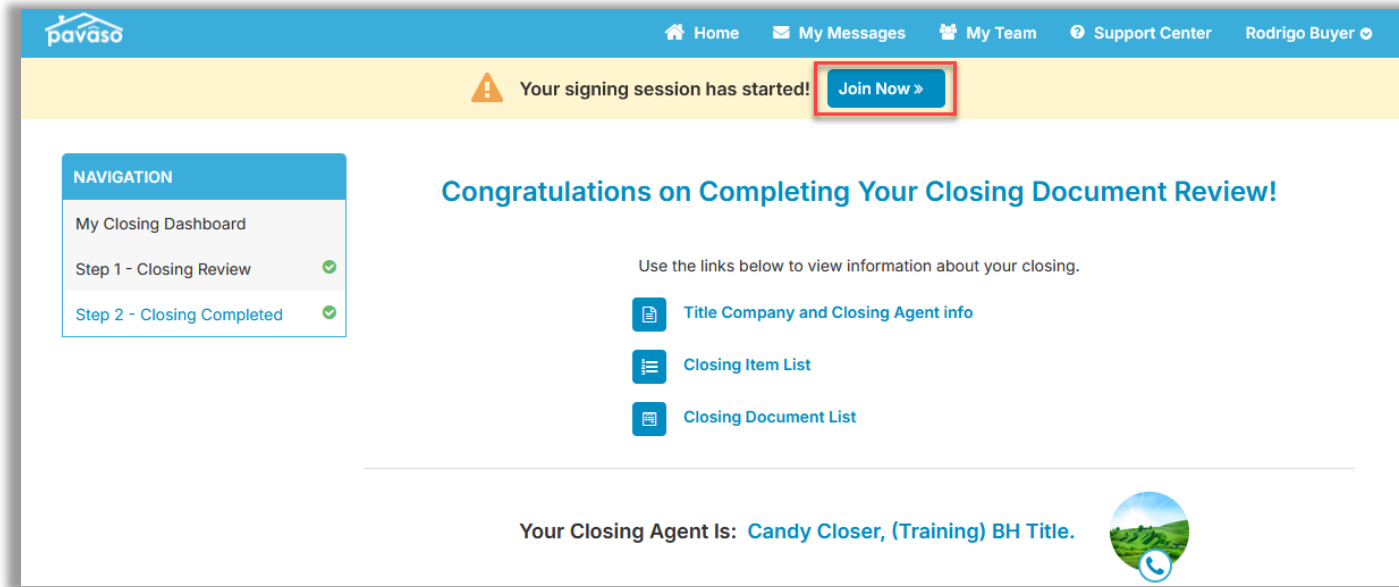 pavaso
Home My Messages My Team Support Center Rodrigo Buyer
Your signing session has started! Join Now »
NAVIGATION
My Closing Dashboard
Step 1 - Closing Review
Step 2 - Closing Completed
Congratulations on Completing Your Closing Document Review!
Use the links below to view information about your closing.
Title Company and Closing Agent info
Closing Item List
Closing Document List
Your Closing Agent Is: Candy Closer, (Training) BH Title.